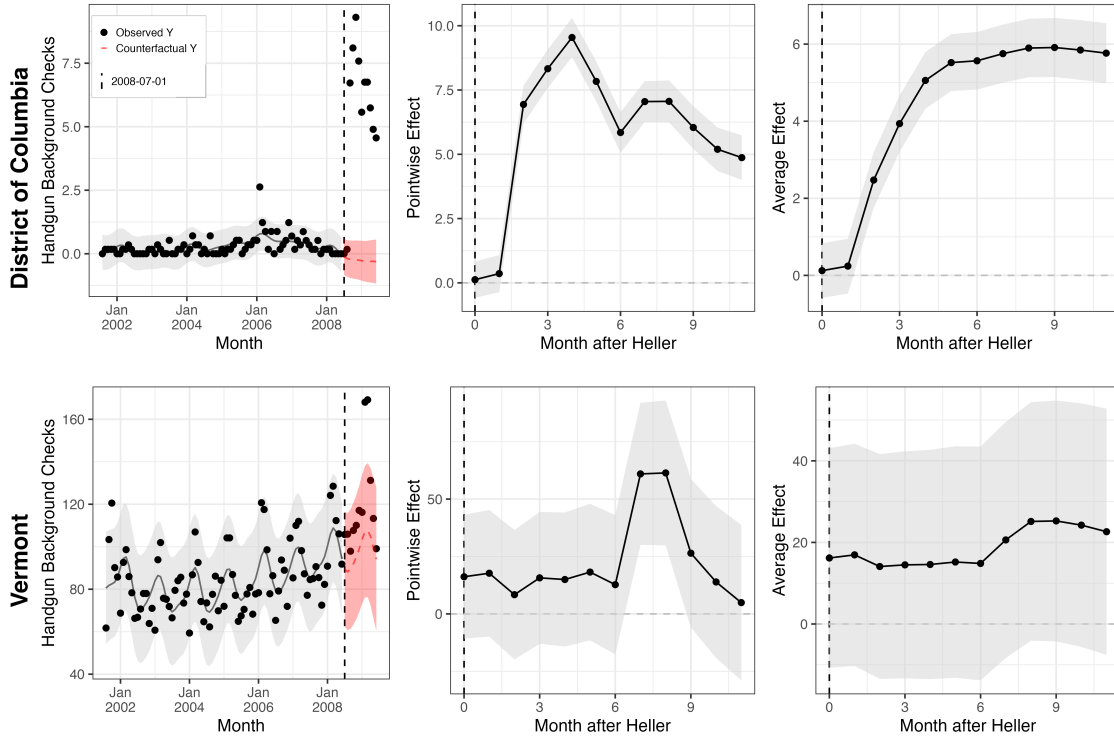 District of Columbia
Handgun Background Checks
7.5
5.0
2.5
0.0
Observed Y
Counterfactual Y
2008-07-01
Jan
2002
Jan
2004
Jan
2006
Jan
2008
Month
Pointwise Effect
10.0
7.5
5.0
2.5
0.0
0
3
6
9
Month after Heller
Average Effect
6
4
2
0
0
3
6
9
Month after Heller
Vermont
Handgun Background Checks
160
120
80
40
Jan
2002
Jan
2004
Jan
2006
Jan
2008
Month
Pointwise Effect
50
0
0
3
6
9
Month after Heller
Average Effect
40
20
0
0
3
6
9
Month after Heller